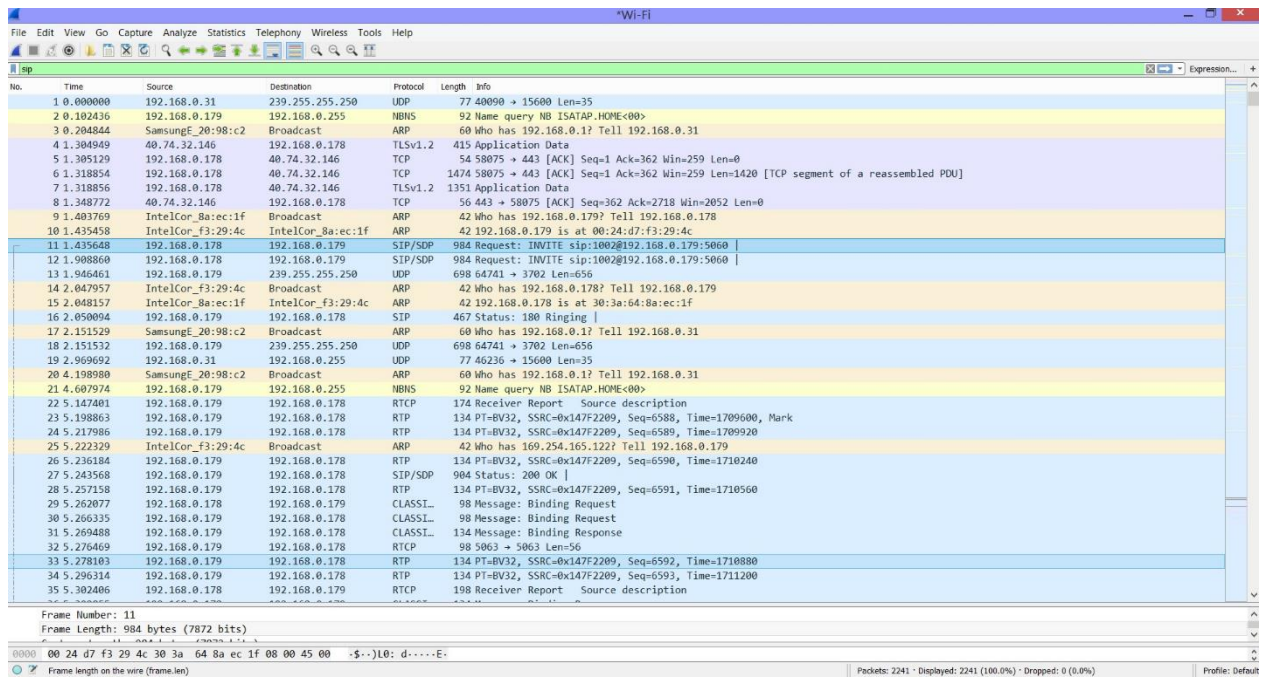 *Wi-Fi
File Edit View Go Capture Analyze Statistics Telephony Wireless Tools Help
sip
Expression... +
No. Time Source Destination Protocol Length Info
1 0.000000 192.168.0.31 239.255.255.250 UDP 77 40090 → 15600 Len=35
2 0.102436 192.168.0.179 192.168.0.255 NBNS 92 Name query NB ISATAP.HOME<00>
3 0.204844 SamsungE_20:98:c2 Broadcast ARP 60 Who has 192.168.0.1? Tell 192.168.0.31
4 1.304949 40.74.32.146 192.168.0.178 TLSv1.2 415 Application Data
5 1.305129 192.168.0.178 40.74.32.146 TCP 54 58075 → 443 [ACK] Seq=1 Ack=362 Win=259 Len=0
6 1.318854 192.168.0.178 40.74.32.146 TCP 1474 58075 → 443 [ACK] Seq=1 Ack=362 Win=259 Len=1420 [TCP segment of a reassembled PDU]
7 1.318856 192.168.0.178 40.74.32.146 TLSv1.2 1351 Application Data
8 1.348772 40.74.32.146 192.168.0.178 TCP 56 443 → 58075 [ACK] Seq=362 Ack=2718 Win=2052 Len=0
9 1.403769 IntelCor_8a:ec:1f Broadcast ARP 42 Who has 192.168.0.179? Tell 192.168.0.178
10 1.435458 IntelCor_f3:29:4c IntelCor_8a:ec:1f ARP 42 192.168.0.179 is at 00:24:d7:f3:29:4c
11 1.435648 192.168.0.178 192.168.0.179 SIP/SDP 984 Request: INVITE sip:1002@192.168.0.179:5060 |
12 1.908860 192.168.0.178 192.168.0.179 SIP/SDP 984 Request: INVITE sip:1002@192.168.0.179:5060 |
13 1.946461 192.168.0.179 239.255.255.250 UDP 698 64741 → 3702 Len=656
14 2.047957 IntelCor_f3:29:4c Broadcast ARP 42 Who has 192.168.0.178? Tell 192.168.0.179
15 2.048157 IntelCor_8a:ec:1f IntelCor_f3:29:4c ARP 42 192.168.0.178 is at 30:3a:64:8a:ec:1f
16 2.050094 192.168.0.179 192.168.0.178 SIP 467 Status: 180 Ringing |
17 2.151529 SamsungE_20:98:c2 Broadcast ARP 60 Who has 192.168.0.1? Tell 192.168.0.31
18 2.151532 192.168.0.179 239.255.255.250 UDP 698 64741 → 3702 Len=656
19 2.969692 192.168.0.31 192.168.0.255 UDP 77 46236 → 15600 Len=35
20 4.198980 SamsungE_20:98:c2 Broadcast ARP 60 Who has 192.168.0.1? Tell 192.168.0.31
21 4.607974 192.168.0.179 192.168.0.255 NBNS 92 Name query NB ISATAP.HOME<00>
22 5.147401 192.168.0.179 192.168.0.178 RTCP 174 Receiver Report Source description
23 5.198863 192.168.0.179 192.168.0.178 RTP 134 PT=BV32, SSRC=0x147F2209, Seq=6588, Time=1709600, Mark
24 5.217986 192.168.0.179 192.168.0.178 RTP 134 PT=BV32, SSRC=0x147F2209, Seq=6589, Time=1709920
25 5.222329 IntelCor_f3:29:4c Broadcast ARP 42 Who has 169.254.165.122? Tell 192.168.0.179
26 5.236184 192.168.0.179 192.168.0.178 RTP 134 PT=BV32, SSRC=0x147F2209, Seq=6590, Time=1710240
27 5.243568 192.168.0.179 192.168.0.178 SIP/SDP 904 Status: 200 OK |
28 5.257158 192.168.0.179 192.168.0.178 RTP 134 PT=BV32, SSRC=0x147F2209, Seq=6591, Time=1710560
29 5.262077 192.168.0.178 192.168.0.179 CLASSI… 98 Message: Binding Request
30 5.266335 192.168.0.179 192.168.0.178 CLASSI… 98 Message: Binding Request
31 5.269488 192.168.0.179 192.168.0.178 CLASSI… 134 Message: Binding Response
32 5.276469 192.168.0.179 192.168.0.178 RTCP 98 5063 → 5063 Len=56
33 5.278103 192.168.0.179 192.168.0.178 RTP 134 PT=BV32, SSRC=0x147F2209, Seq=6592, Time=1710880
34 5.296314 192.168.0.179 192.168.0.178 RTP 134 PT=BV32, SSRC=0x147F2209, Seq=6593, Time=1711200
35 5.302406 192.168.0.178 192.168.0.179 RTCP 198 Receiver Report Source description
Frame Number: 11
Frame Length: 984 bytes (7872 bits)
0000 00 24 d7 f3 29 4c 30 3a 64 8a ec 1f 08 00 45 00 ·$··)L0: d·····E·
Frame length on the wire (frame.len)
Packets: 2241 · Displayed: 2241 (100.0%) · Dropped: 0 (0.0%)
Profile: Default